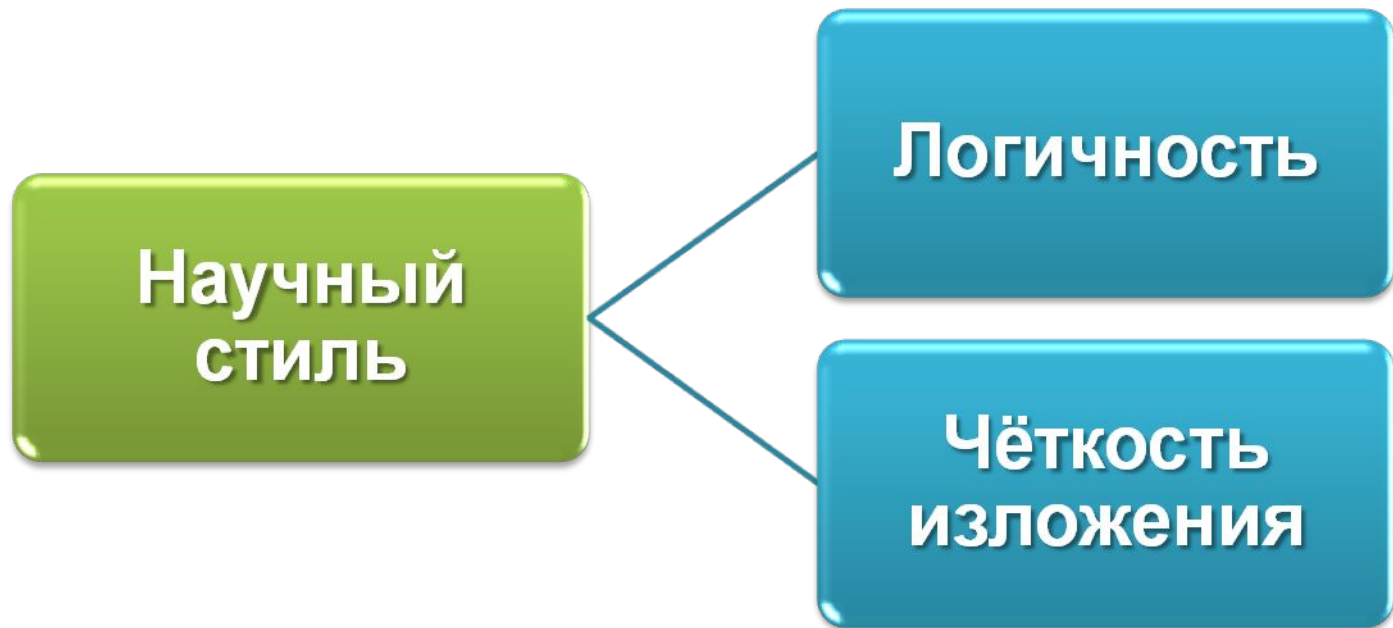 Научный
стиль
Логичность
Чёткость
изложения